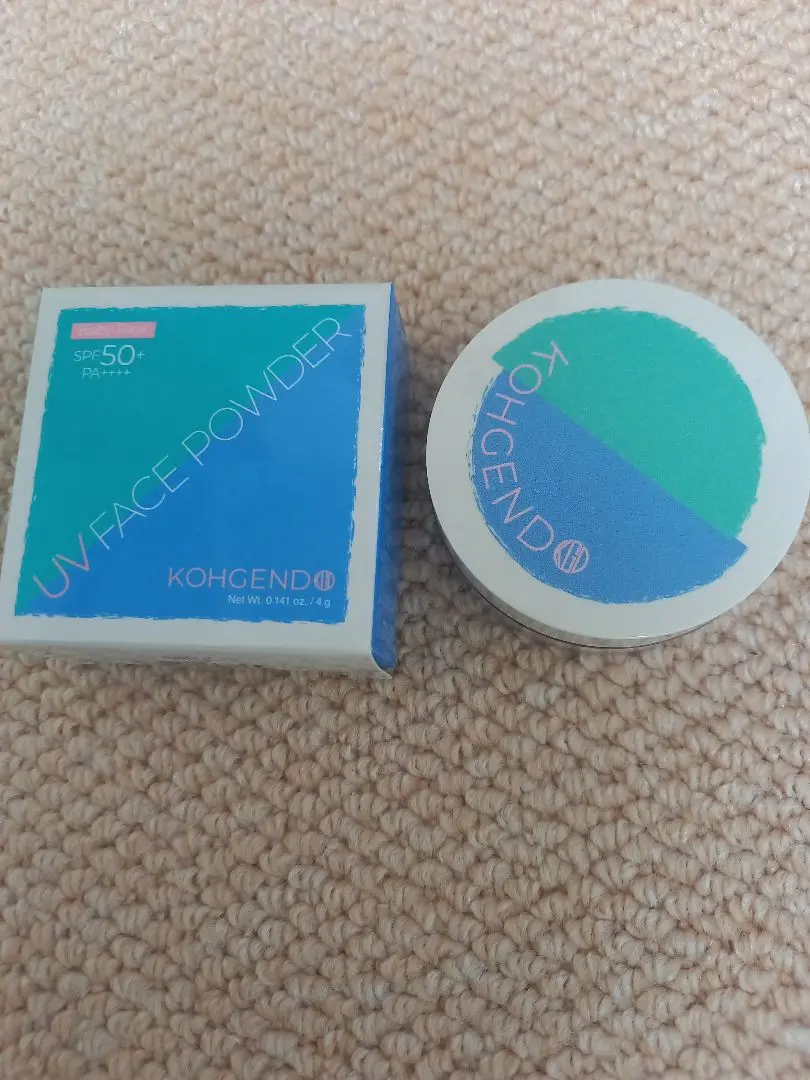 SPF50+
PA++++
UV FACE POWDER
KOHGENDO
Net Wt. 0.141 oz. / 4 g
KOHGENDO